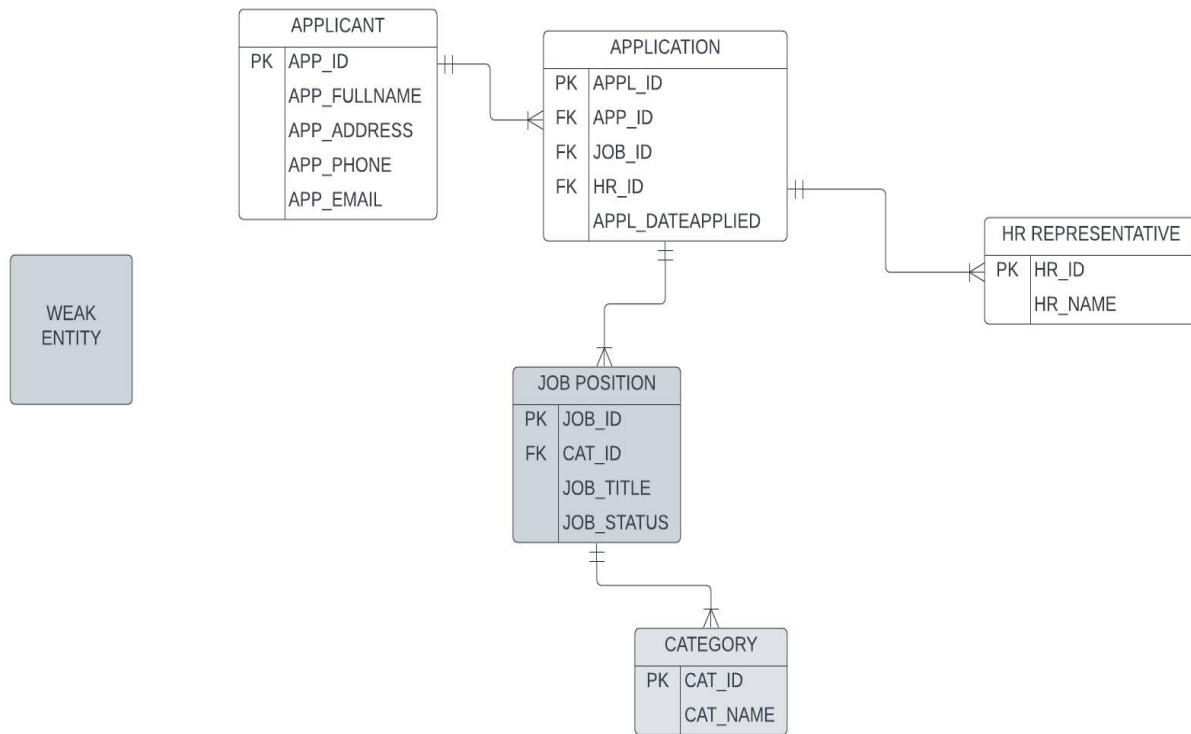 APPLICANT
PK APP_ID
APP_FULLNAME
APP_ADDRESS
APP_PHONE
APP_EMAIL
APPLICATION
PK APPL_ID
FK APP_ID
FK JOB_ID
FK HR_ID
APPL_DATEAPPLIED
HR REPRESENTATIVE
PK HR_ID
HR_NAME
WEAK
ENTITY
JOB POSITION
PK JOB_ID
FK CAT_ID
JOB_TITLE
JOB_STATUS
CATEGORY
PK CAT_ID
CAT_NAME